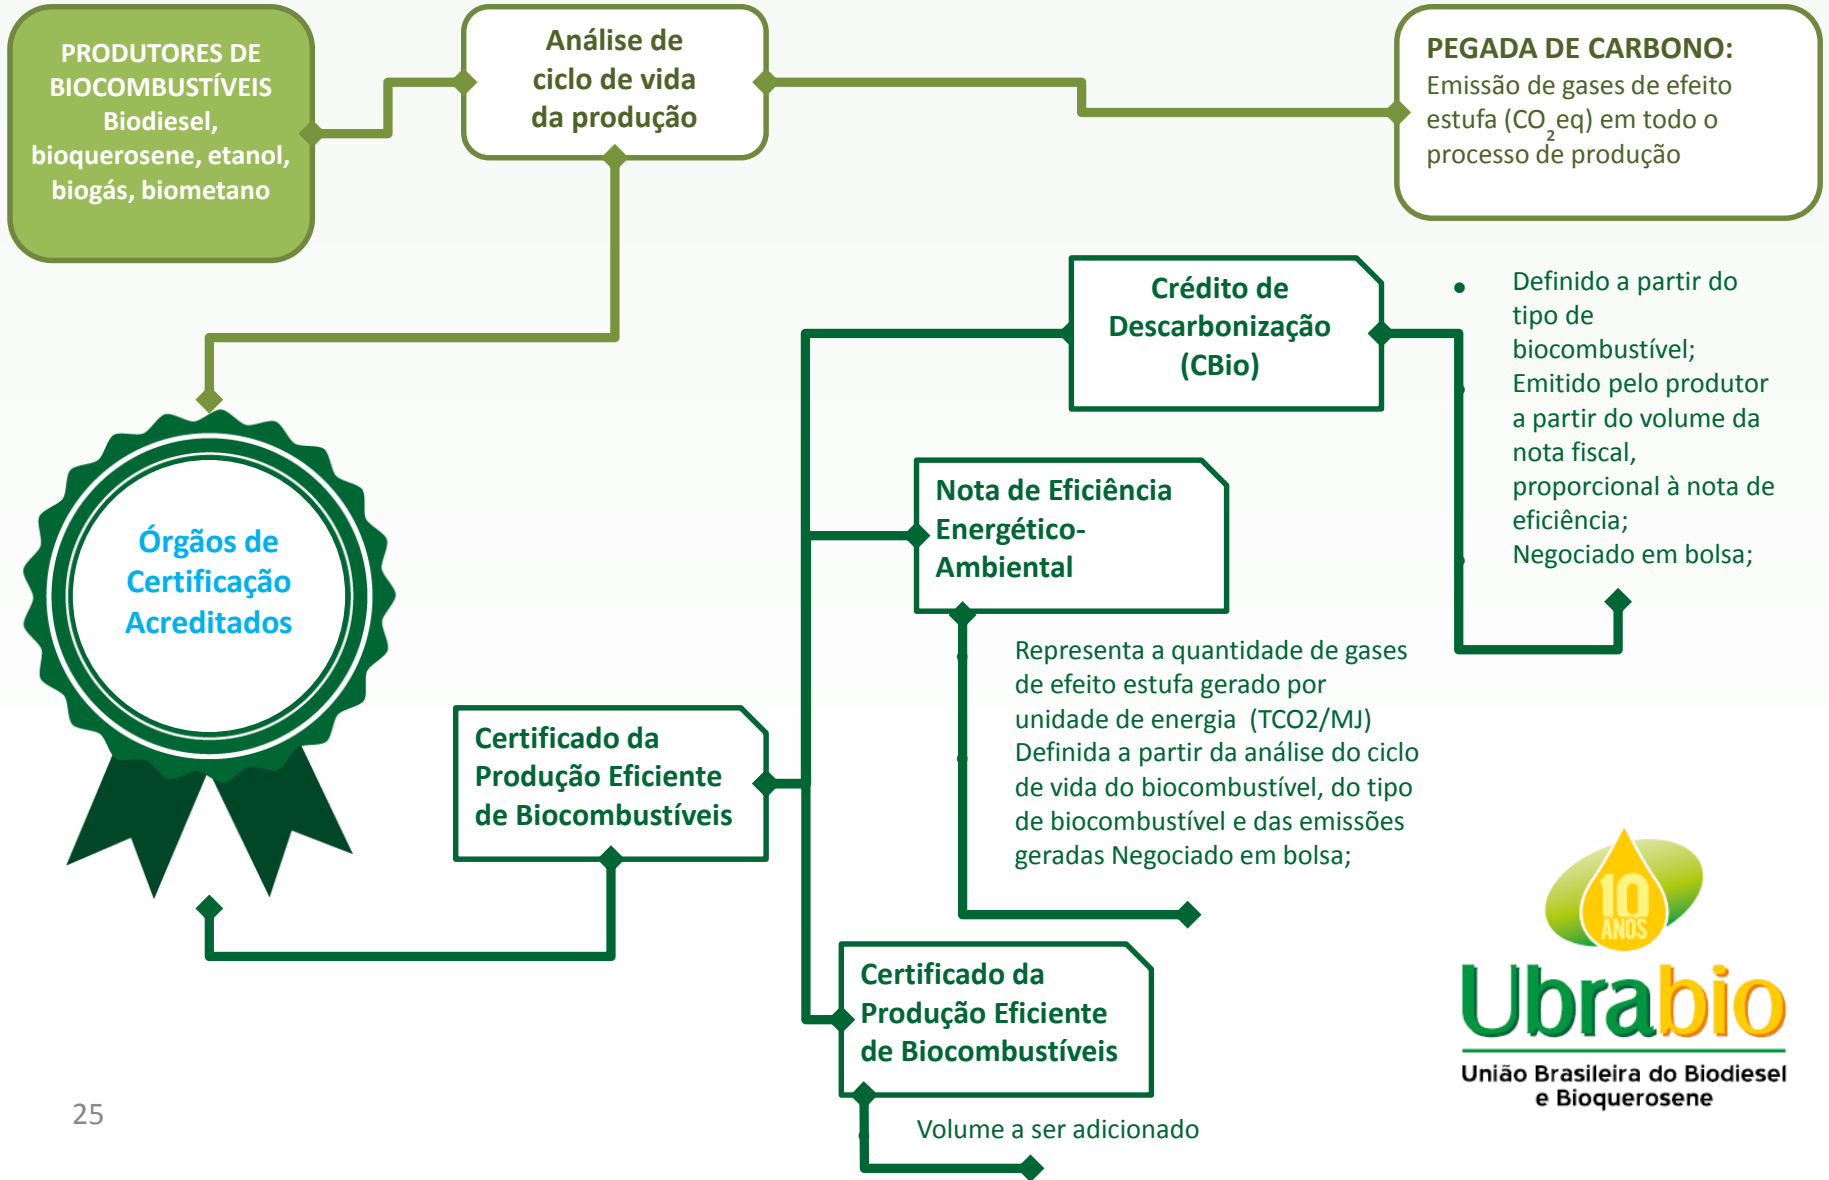 PRODUTORES DE
BIOCOMBUSTÍVEIS
Biodiesel,
bioquerosene, etanol,
biogás, biometano
Análise de
ciclo de vida
da produção
PEGADA DE CARBONO:
Emissão de gases de efeito
estufa (CO₂eq) em todo o
processo de produção
Crédito de
Descarbonização
(CBio)
• Definido a partir do
tipo de
biocombustível;
• Emitido pelo produtor
a partir do volume da
nota fiscal,
proporcional à nota de
eficiência;
• Negociado em bolsa;
Nota de Eficiência
Energético-
Ambiental
• Representa a quantidade de gases
de efeito estufa gerado por
unidade de energia (TCO2/MJ)
• Definida a partir da análise do ciclo
de vida do biocombustível, do tipo
de biocombustível e das emissões
geradas Negociado em bolsa;
Órgãos de
Certificação
Acreditados
Certificado da
Produção Eficiente
de Biocombustíveis
Certificado da
Produção Eficiente
de Biocombustíveis
• Volume a ser adicionado
10
ANOS
Ubrabio
União Brasileira do Biodiesel
e Bioquerosene
25